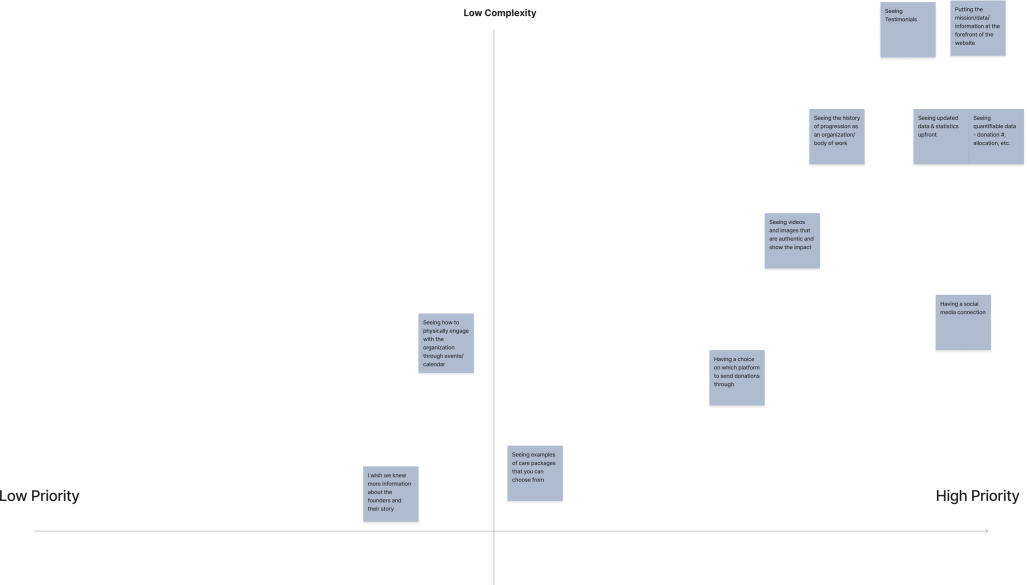 Low Complexity
Seeing
Testimonials
Putting the
mission/data/
information at the
forefront of the
website
Seeing the history
of progression as
an organization/
body of work
Seeing updated
data & statistics
upfront
Seeing
quantifiable data
- donation #,
allocation, etc.
Seeing videos
and images that
are authentic and
show the impact
Having a social
media connection
Seeing how to
physically engage
with the
organization
through events/
calendar
Having a choice
on which platform
to send donations
through
Seeing examples
of care packages
that you can
choose from
I wish we knew
more information
about the
founders and
their story
Low Priority
High Priority